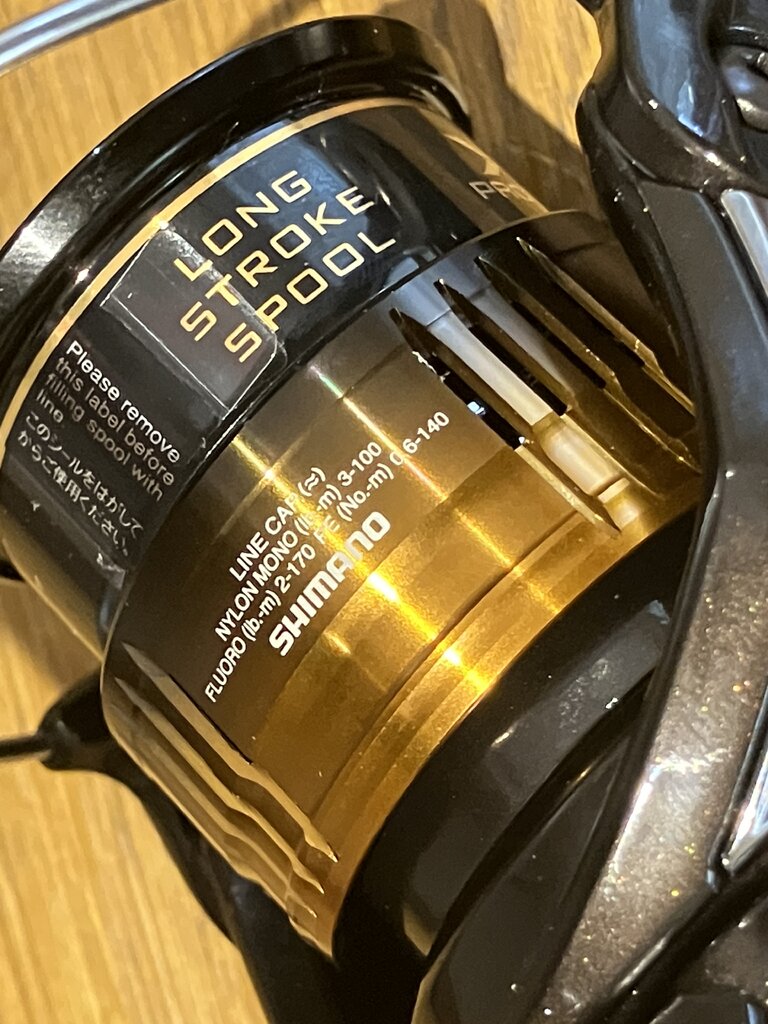 LONG
STROKE
SPOOL
Please remove
this label before
filling spool with
line.
このシールをはがして
からご使用ください。
LINE CAP.(≈)
NYLON MONO (lb.-m) 3-100
FLUORO (lb.-m) 2-170 PE (No.-m) 0.6-140
SHIMANO